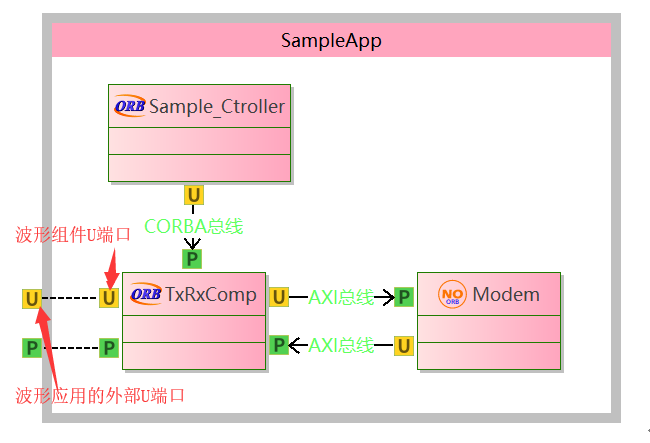 SampleApp
ORB Sample_Ctroller
U
CORBA总线
波形组件U端口
P
U U ORB TxRxComp U AXI总线 P NO ORB Modem
P P P AXI总线 U
波形应用的外部U端口